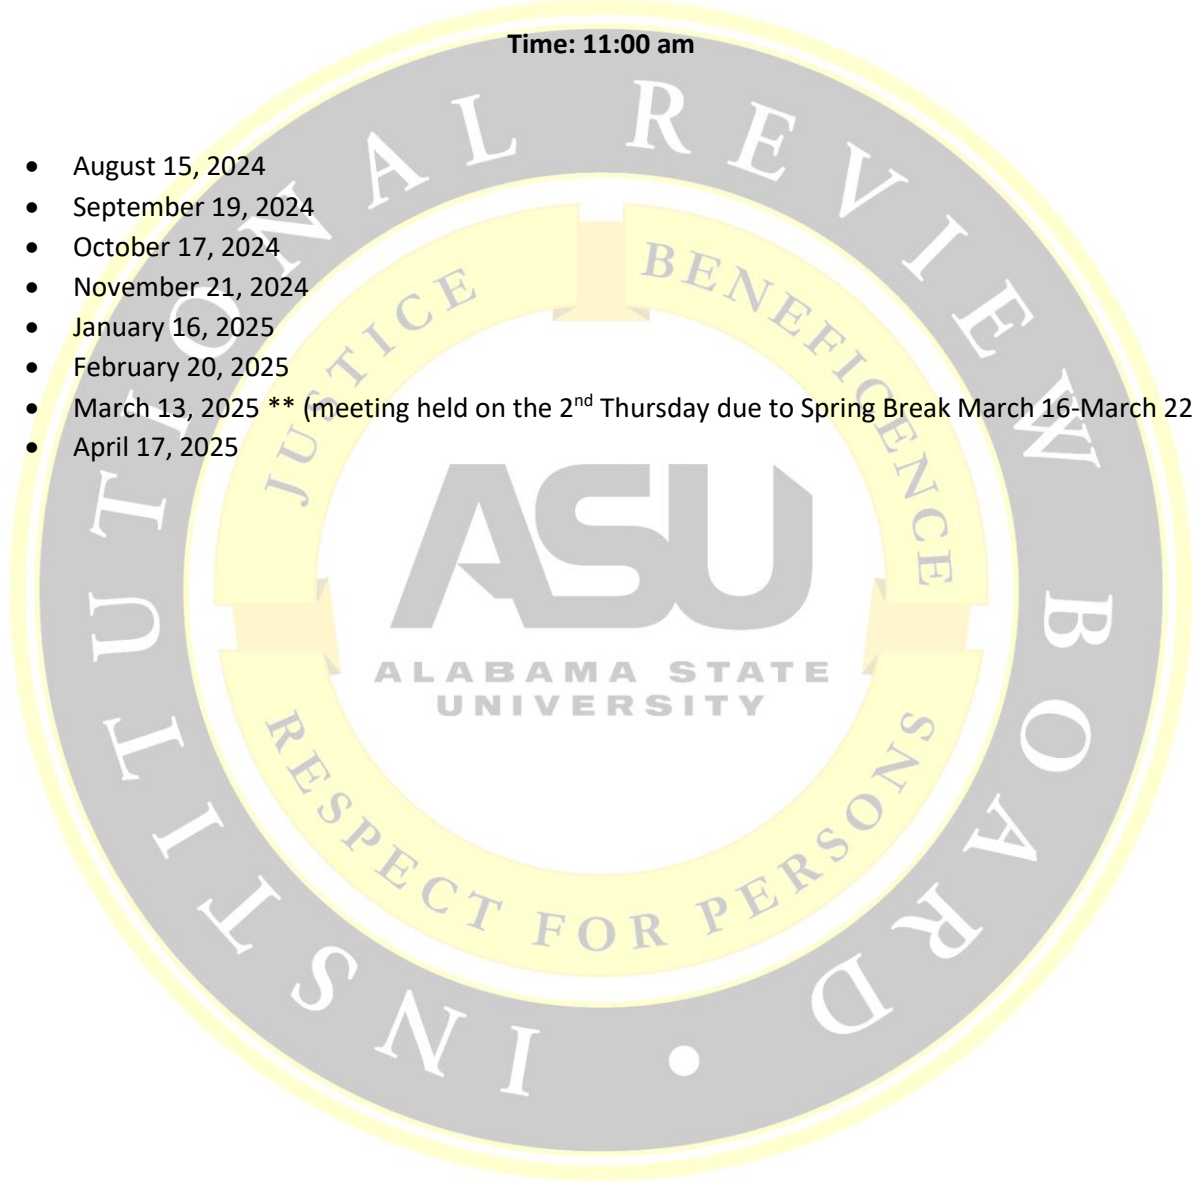 Time: 11:00 am
• August 15, 2024
• September 19, 2024
• October 17, 2024
• November 21, 2024
• January 16, 2025
• February 20, 2025
• March 13, 2025 ** (meeting held on the 2nd Thursday due to Spring Break March 16-March 22
• April 17, 2025
INSTITUTIONAL REVIEW BOARD •
JUSTICE
BENEFICENCE
RESPECT FOR PERSONS
ASU
ALABAMA STATE
UNIVERSITY